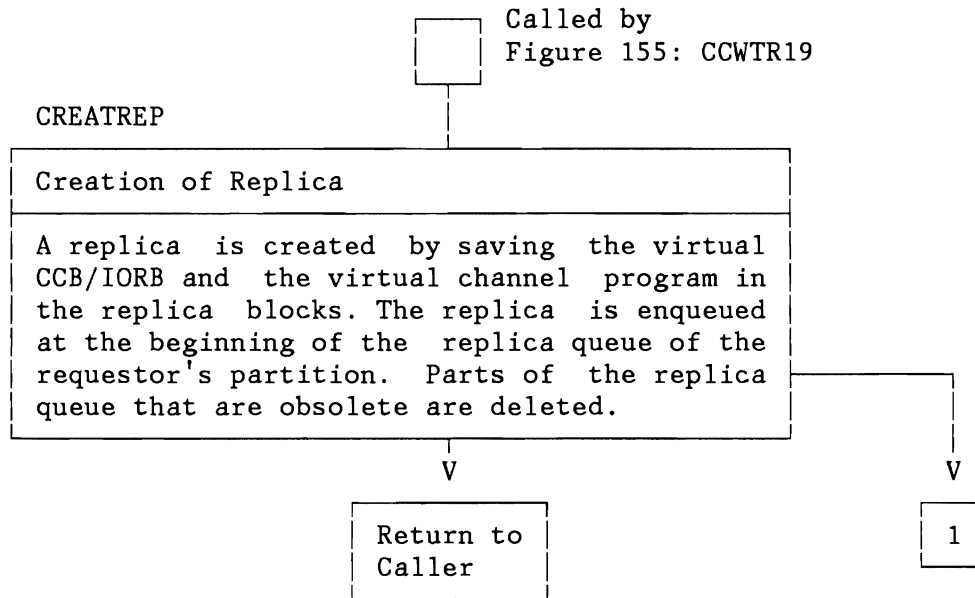 Called by
Figure 155: CCWTR19
CREATREP
Creation of Replica
A replica is created by saving the virtual
CCB/IORB and the virtual channel program in
the replica blocks. The replica is enqueued
at the beginning of the replica queue of the
requestor's partition. Parts of the replica
queue that are obsolete are deleted.
V
V
Return to
Caller
1